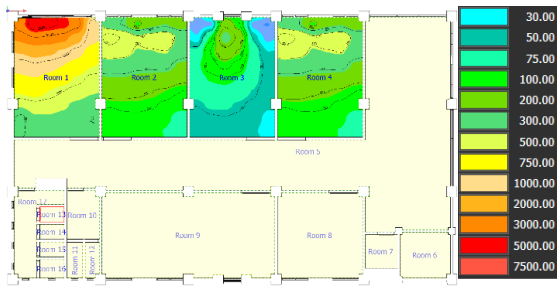 Room 1
Room 2
Room 3
Room 4
Room 5
Room 13
Room 10
Room 14
Room 15
Room 16
Room 11
Room 9
Room 8
Room 7
Room 6
30.00
50.00
75.00
100.00
200.00
300.00
500.00
750.00
1000.00
2000.00
3000.00
5000.00
7500.00